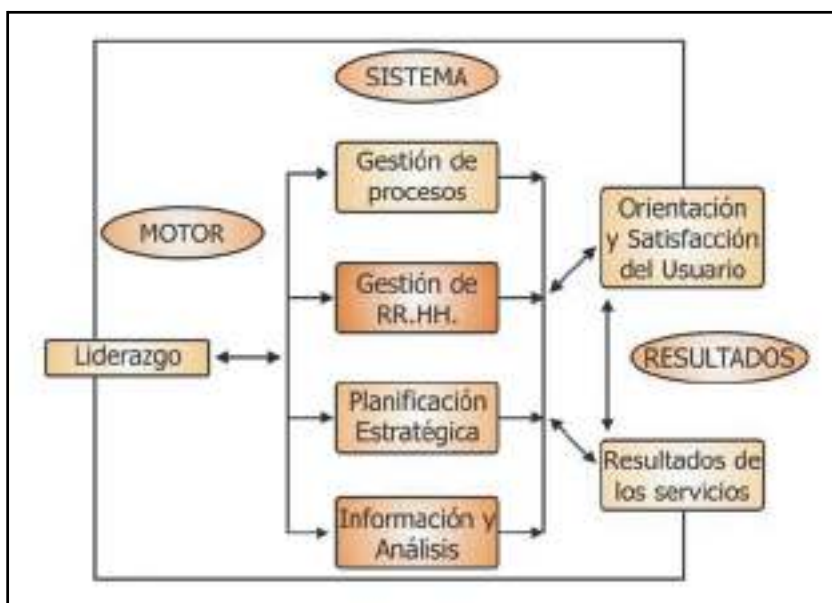 SISTEMA
Gestión de
procesos
MOTOR
Orientación
y Satisfacción
del Usuario
Gestión de
RR.HH.
Liderazgo
RESULTADOS
Planificación
Estratégica
Resultados de
los servicios
Información y
Análisis